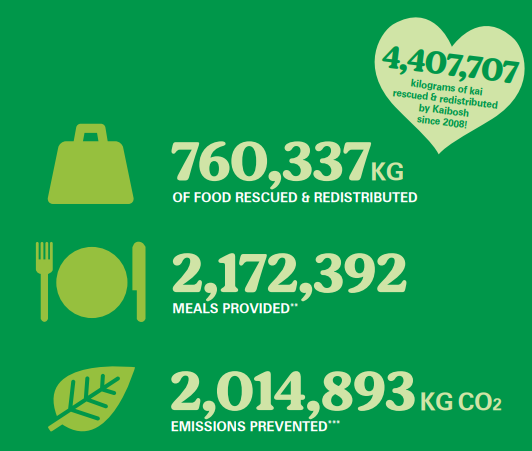 4,407,707
kilograms of kai
rescued & redistributed
by Kaibosh
since 2008!
760,337KG
OF FOOD RESCUED & REDISTRIBUTED
2,172,392
MEALS PROVIDED**
2,014,893 KG CO2
EMISSIONS PREVENTED***